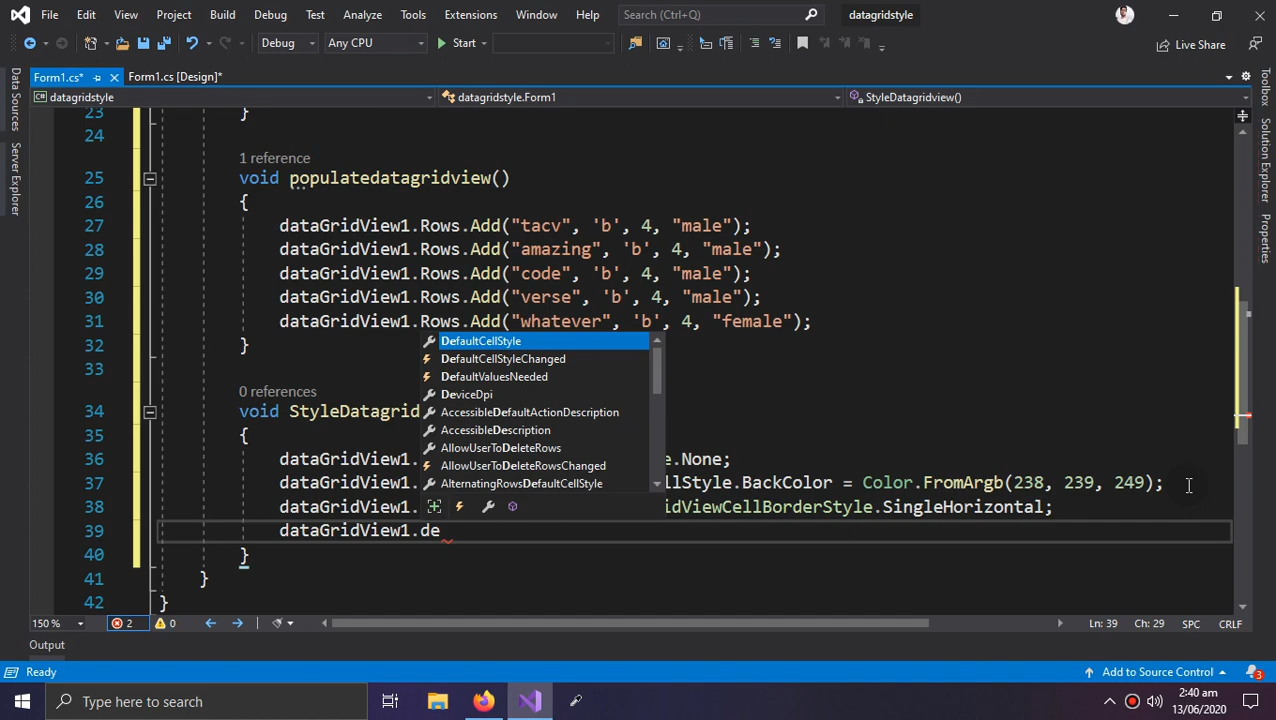 File Edit View Project Build Debug Test Analyze Tools Extensions Window Help Search (Ctrl+Q) datagridstyle
Debug Any CPU Start Live Share
Form1.cs* Form1.cs [Design]*
datagridstyle datagridstyle.Form1 StyleDatagridview()
Data Sources
Server Explorer
Toolbox
Solution Explorer
Properties
23 }
24
1 reference
25 void populatedatagridview()
26 {
27 dataGridView1.Rows.Add("tacv", 'b', 4, "male");
28 dataGridView1.Rows.Add("amazing", 'b', 4, "male");
29 dataGridView1.Rows.Add("code", 'b', 4, "male");
30 dataGridView1.Rows.Add("verse", 'b', 4, "male");
31 dataGridView1.Rows.Add("whatever", 'b', 4, "female");
32 }
33
0 references
34 void StyleDatagrid
35 {
36 dataGridView1. e.None;
37 dataGridView1. llStyle.BackColor = Color.FromArgb(238, 239, 249);
38 dataGridView1. idViewCellBorderStyle.SingleHorizontal;
39 dataGridView1.de
40 }
41 }
42 }
DefaultCellStyle
DefaultCellStyleChanged
DefaultValuesNeeded
DeviceDpi
AccessibleDefaultActionDescription
AccessibleDescription
AllowUserToDeleteRows
AllowUserToDeleteRowsChanged
AlternatingRowsDefaultCellStyle
150 % 2 0 Ln: 39 Ch: 29 SPC CRLF
Output
Ready Add to Source Control 3
Type here to search 2:40 am
13/06/2020